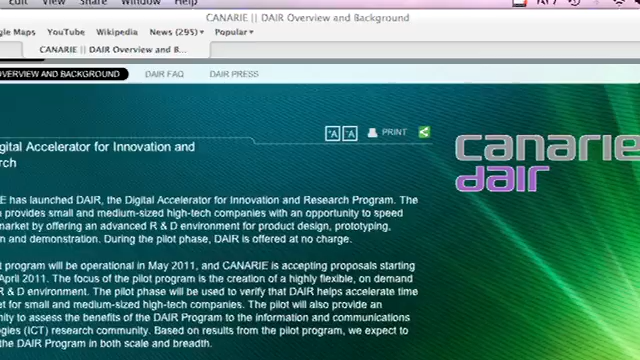 View History Bookmarks Develop Safari Window Help
CANARIE || DAIR Overview and Background
gle Maps YouTube Wikipedia News (295) Popular
CANARIE || DAIR Overview and B...
OVERVIEW AND BACKGROUND DAIR FAQ DAIR PRESS
+A -A PRINT
gital Accelerator for Innovation and
rch
canarie
dair
E has launched DAIR, the Digital Accelerator for Innovation and Research Program. The
provides small and medium-sized high-tech companies with an opportunity to speed
market by offering an advanced R & D environment for product design, prototyping,
n and demonstration. During the pilot phase, DAIR is offered at no charge.
t program will be operational in May 2011, and CANARIE is accepting proposals starting
April 2011. The focus of the pilot program is the creation of a highly flexible, on demand
R & D environment. The pilot phase will be used to verify that DAIR helps accelerate time
et for small and medium-sized high-tech companies. The pilot will also provide an
nity to assess the benefits of the DAIR Program to the information and communications
ogies (ICT) research community. Based on results from the pilot program, we expect to
the DAIR Program in both scale and breadth.